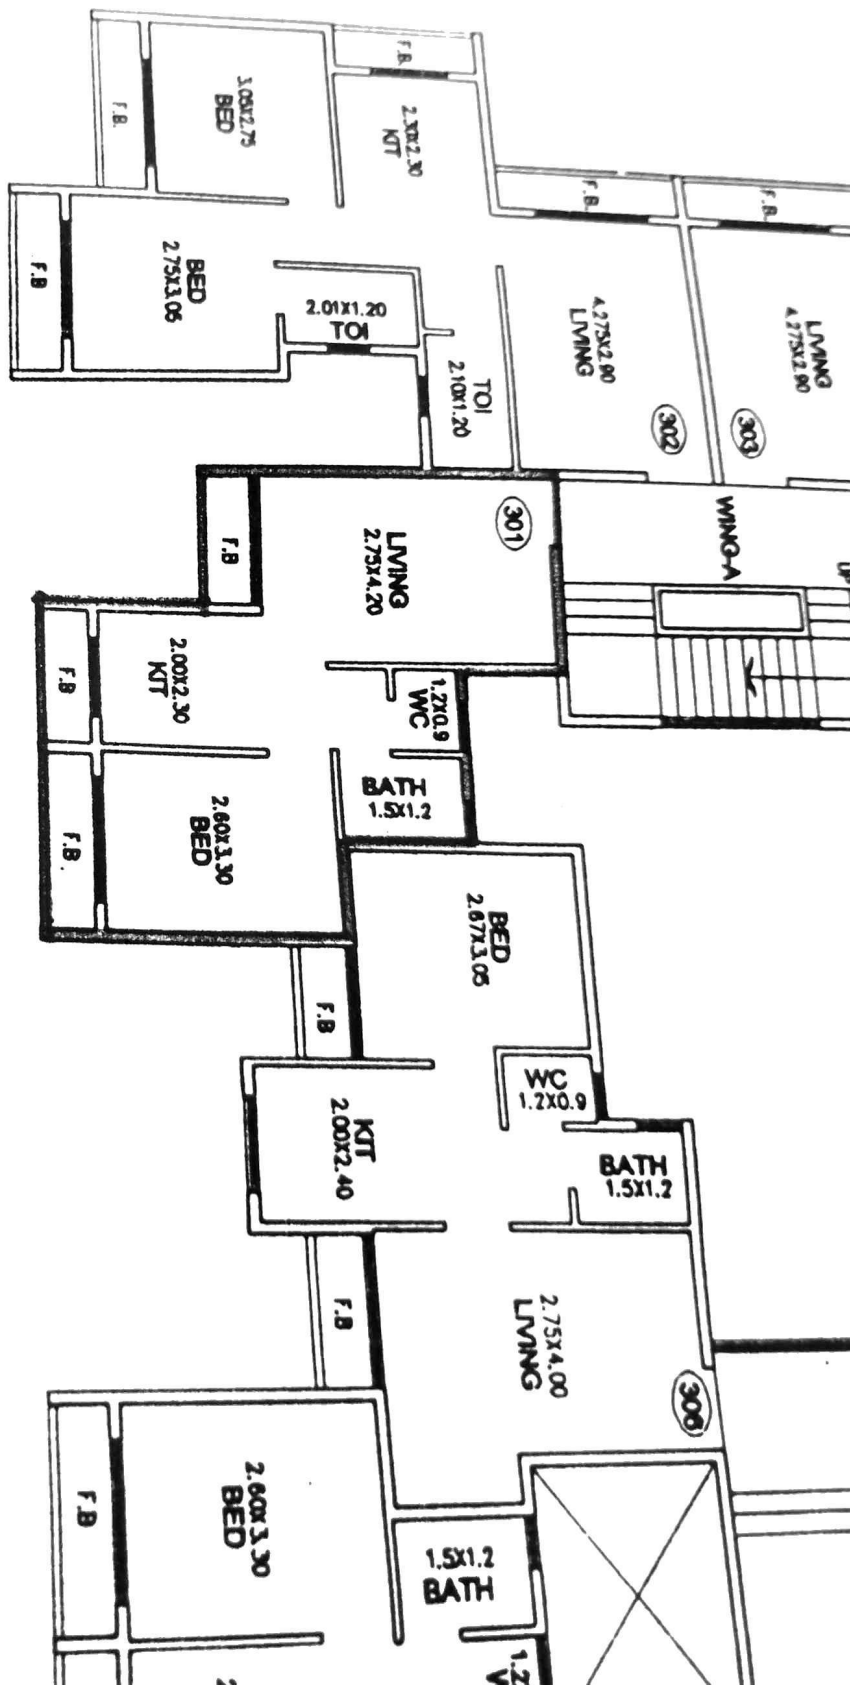 F.B.
3.05X2.75
BED
F.B.
2.30X2.30
KIT
F.B.
F.B.
F.B
BED
2.75X3.05
2.01X1.20
TOI
TOI
2.10X1.20
4.275X2.90
LIVING
302
LIVING
4.275X2.90
303
F.B
LIVING
2.75X4.20
301
WING-A
UP
F.B
2.00X2.30
KIT
1.2X0.9
WC
F.B.
2.60X3.30
BED
BATH
1.5X1.2
BED
2.67X3.05
F.B
WC
1.2X0.9
KIT
2.00X2.40
BATH
1.5X1.2
F.B
2.75X4.00
LIVING
306
F.B
2.60X3.30
BED
1.5X1.2
BATH